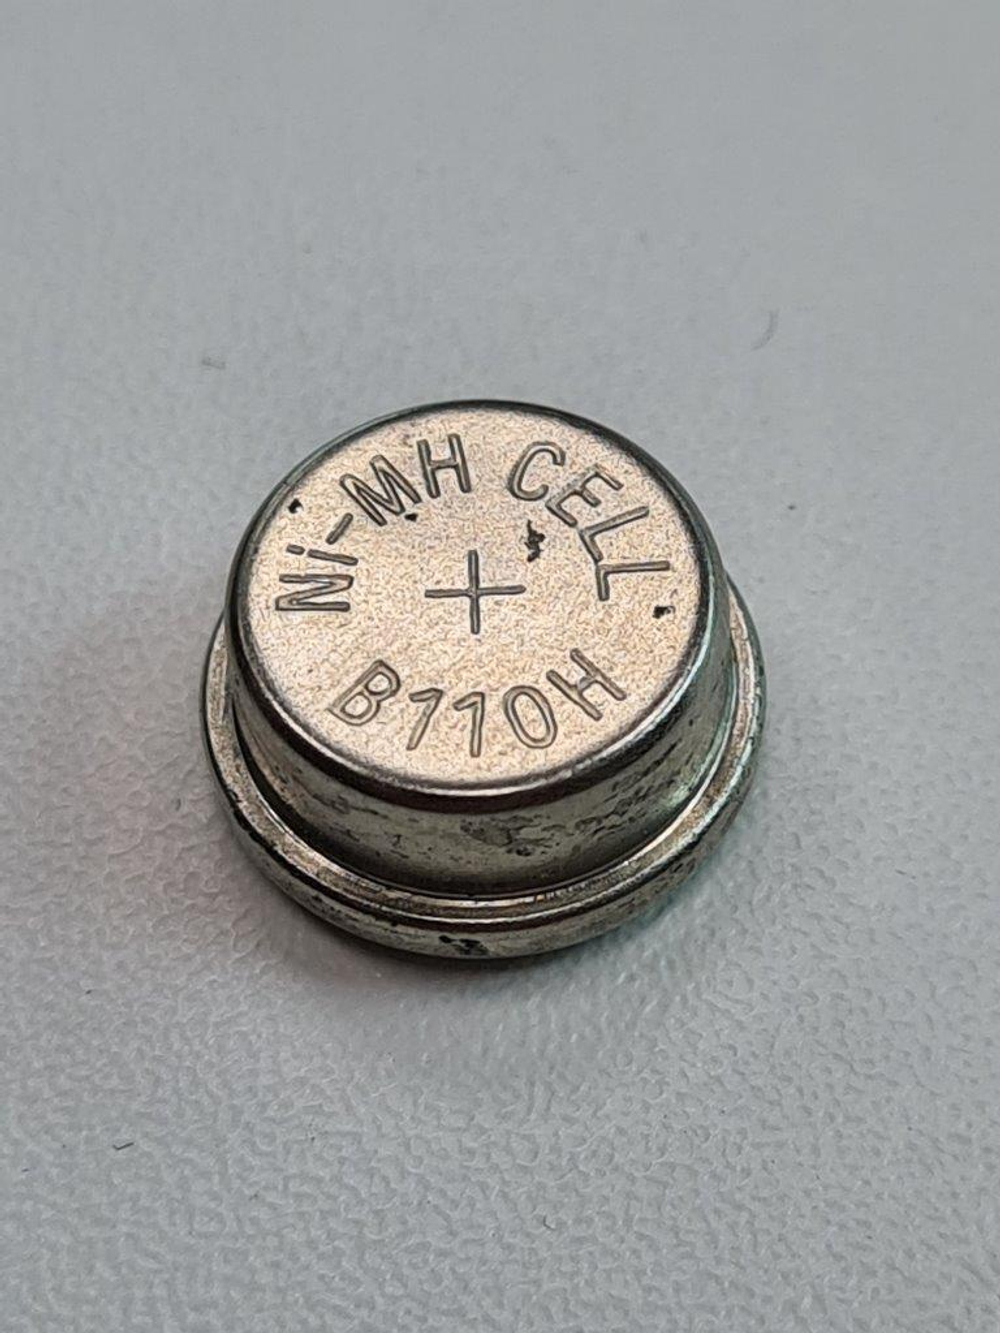 Ni-MH CELL
+
B110H